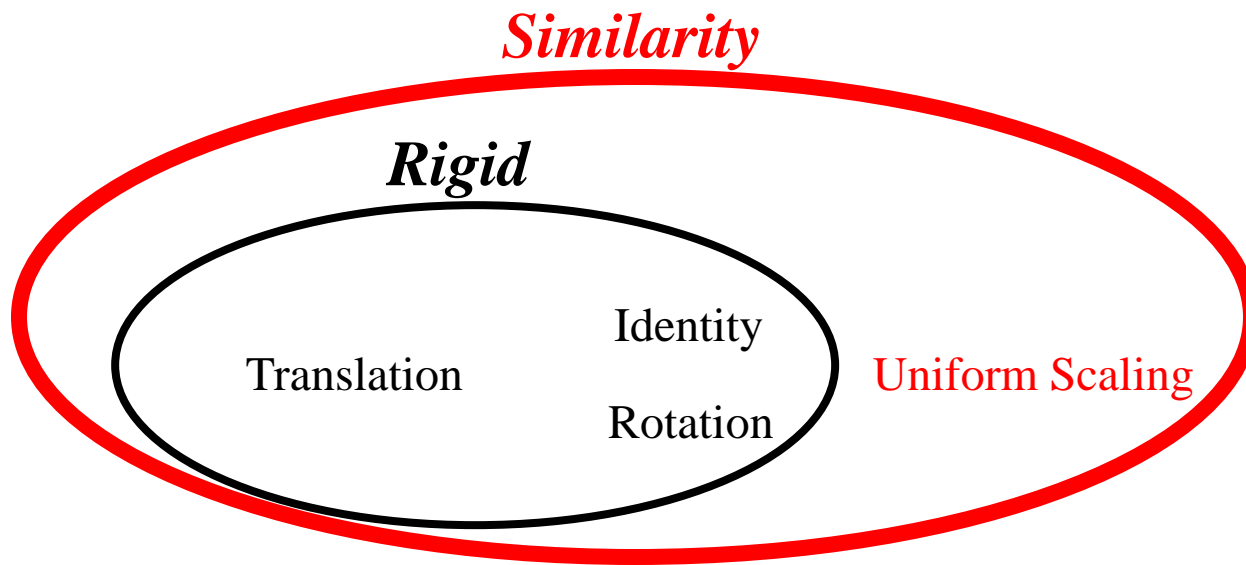 Similarity
Rigid
Identity
Translation
Uniform Scaling
Rotation